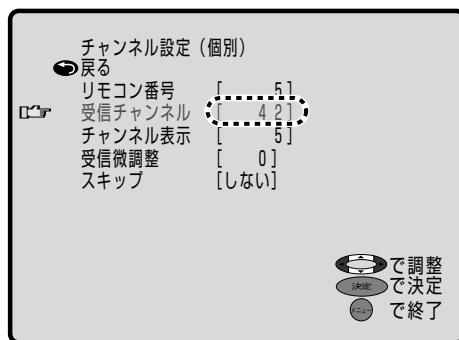 チャンネル設定（個別）
戻る
リモコン番号 [ 5]
受信チャンネル [ 42]
チャンネル表示 [ 5]
受信微調整 [ 0]
スキップ [しない]
で調整
決定 で決定
メニュー で終了